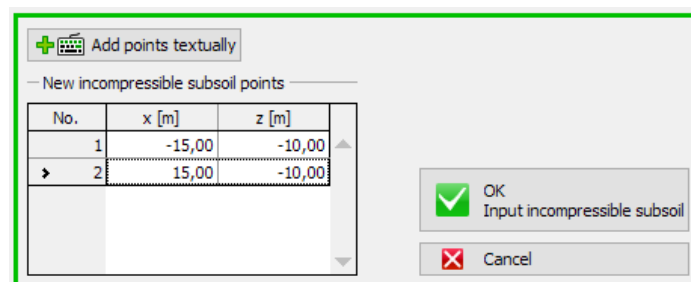 Add points textually
New incompressible subsoil points
No. x [m] z [m]
1 -15,00 -10,00
2 15,00 -10,00
OK
Input incompressible subsoil
Cancel